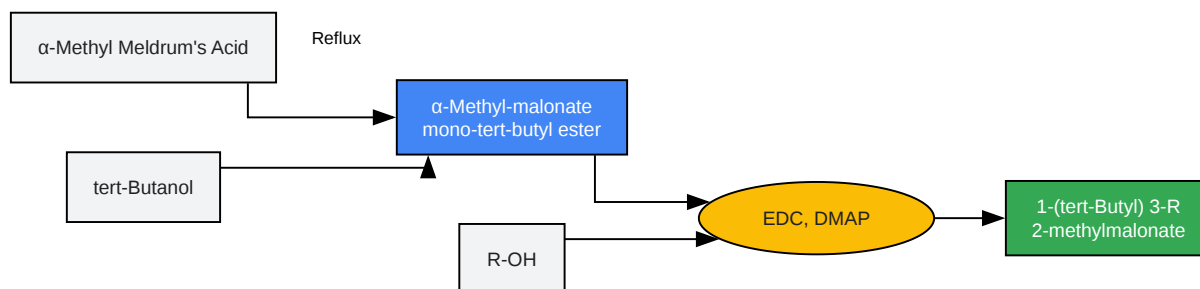 α-Methyl Meldrum's Acid
Reflux
α-Methyl-malonate
mono-tert-butyl ester
tert-Butanol
EDC, DMAP
R-OH
1-(tert-Butyl) 3-R
2-methylmalonate